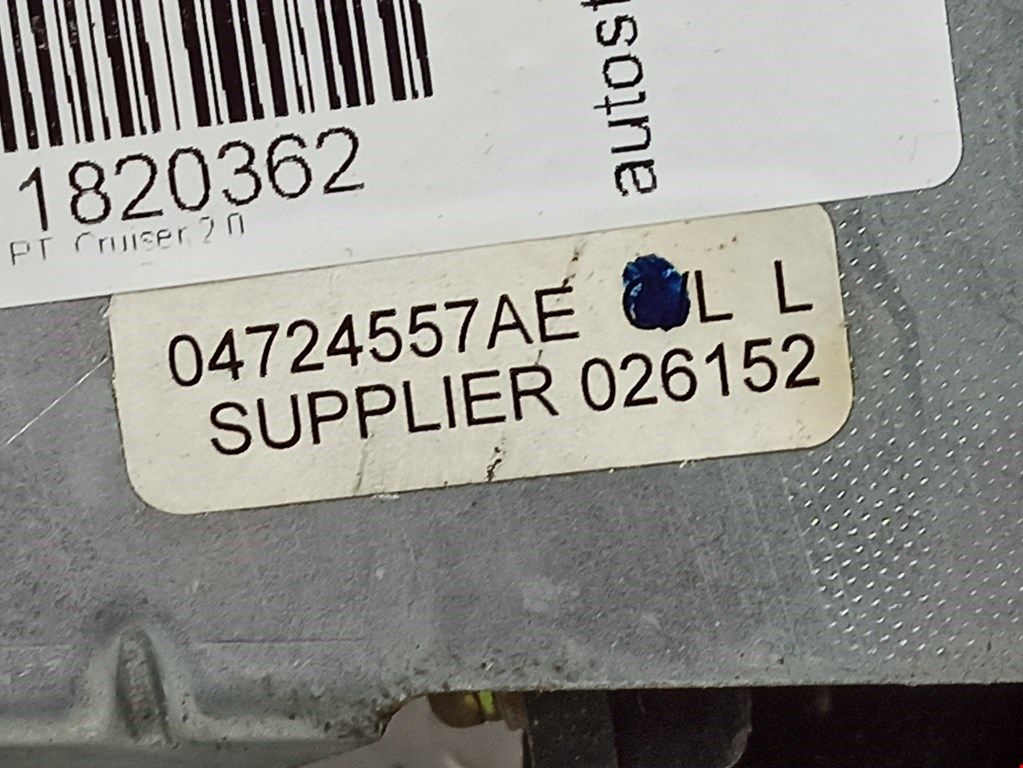 1820362
PT Cruiser 2.0
autost
04724557AE L L
SUPPLIER 026152